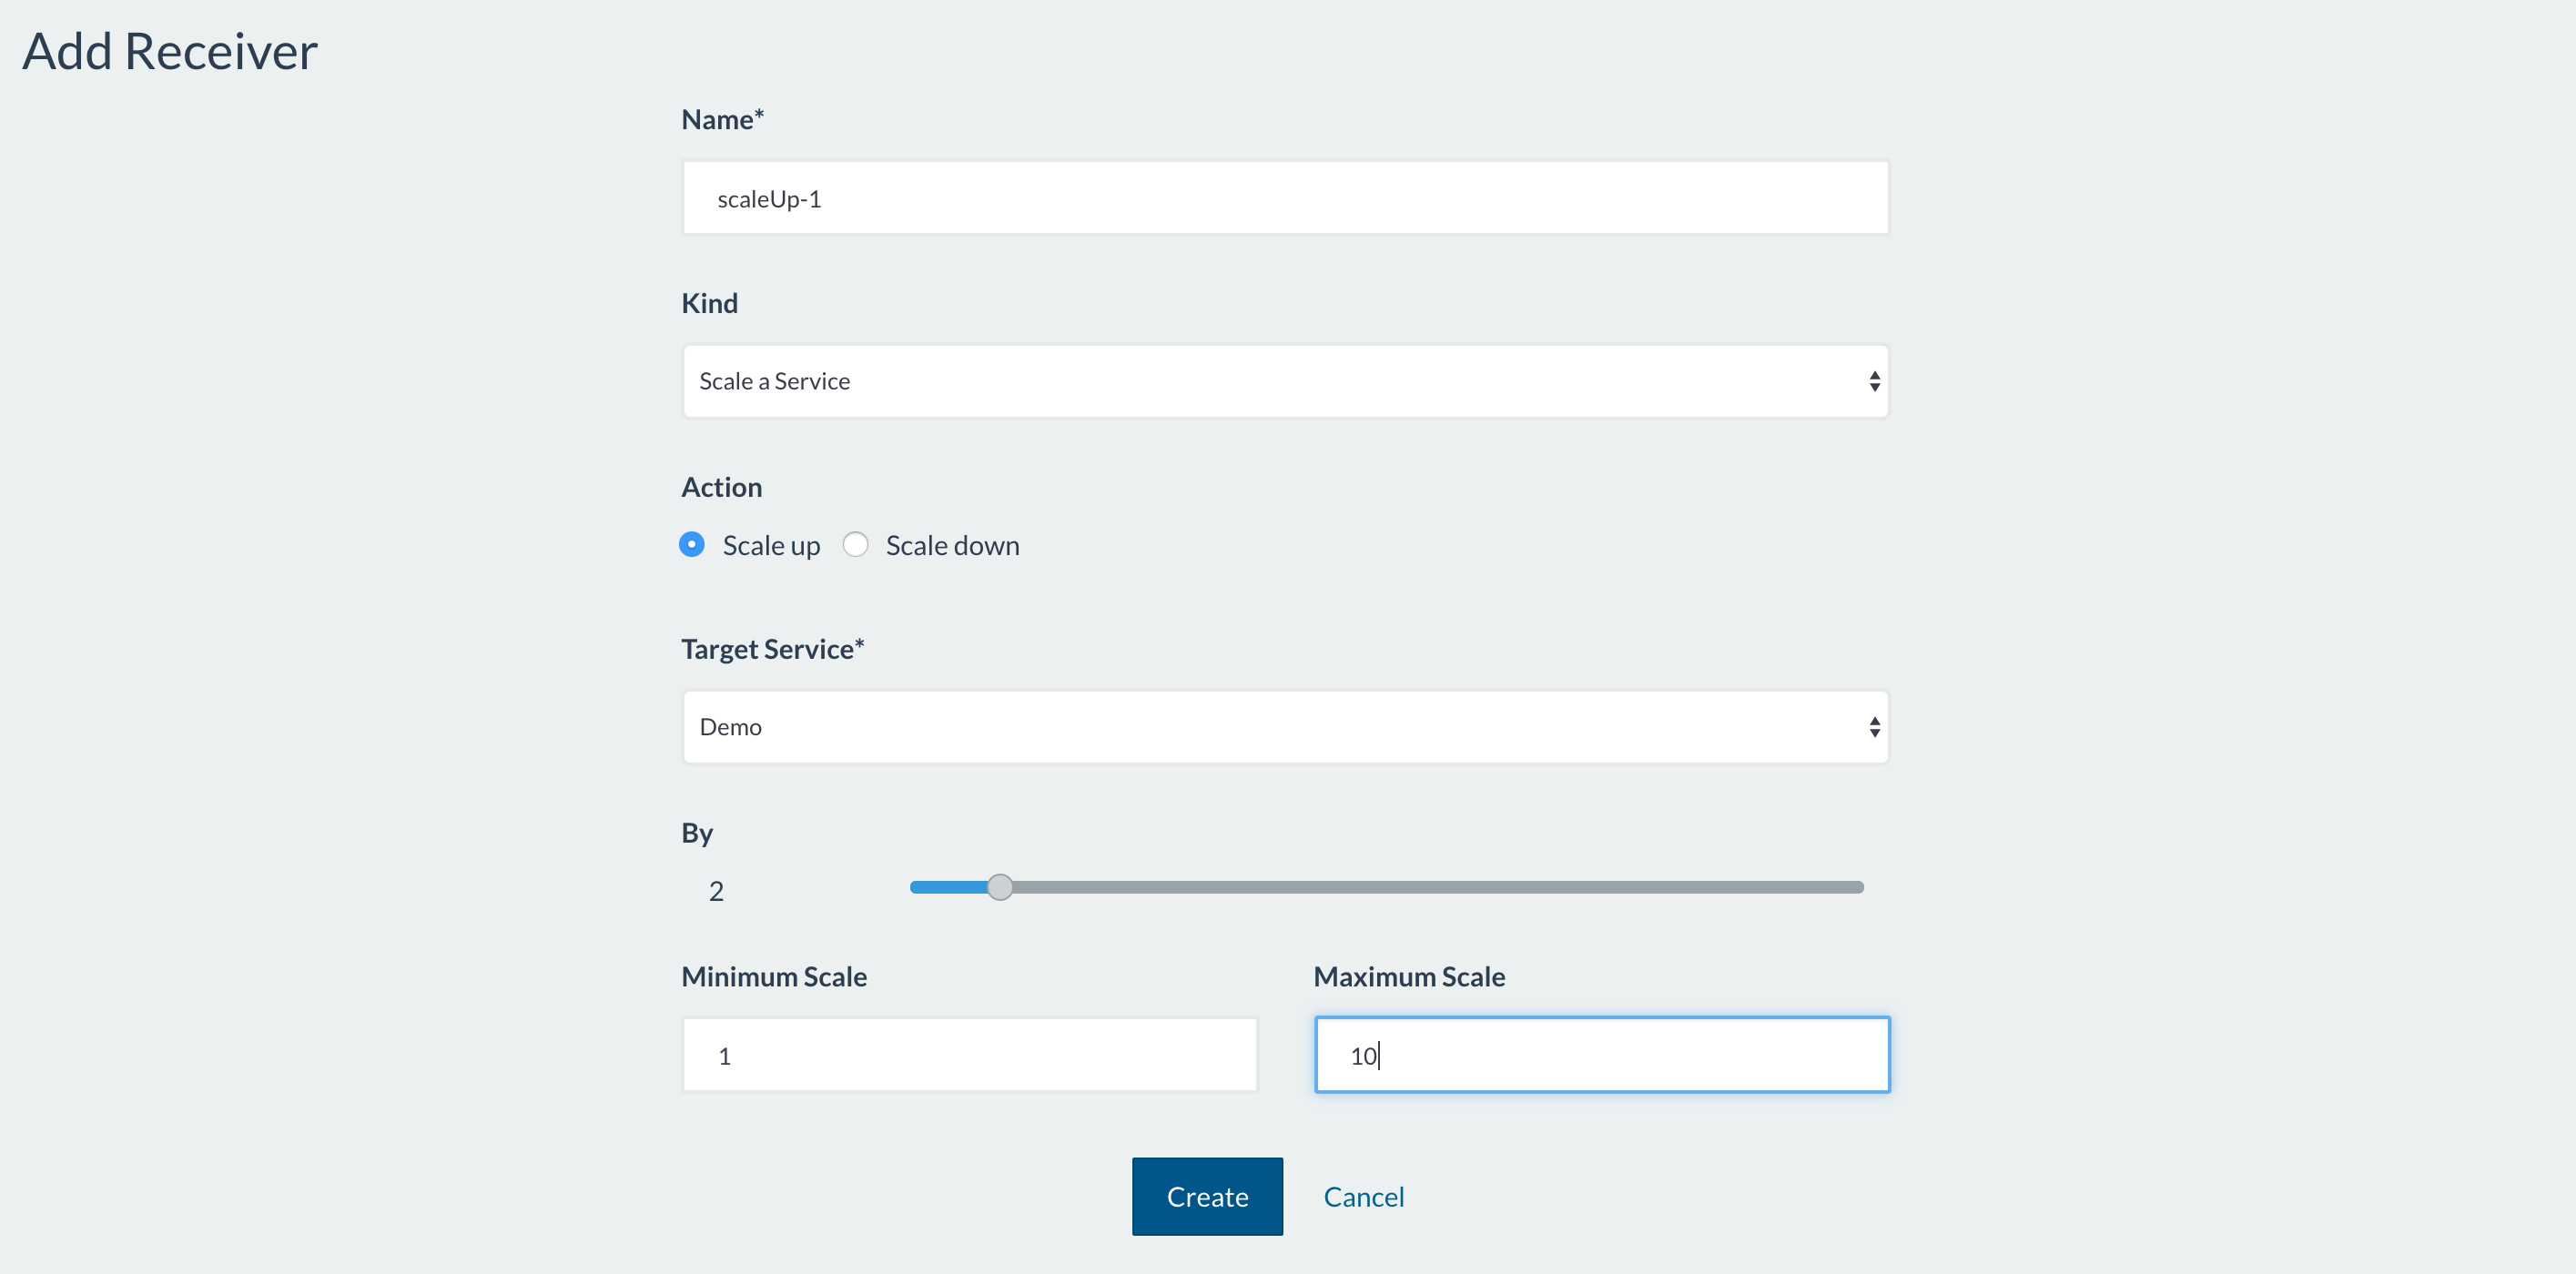 Add Receiver
Name*
scaleUp-1
Kind
Scale a Service
Action
Scale up Scale down
Target Service*
Demo
By
2
Minimum Scale Maximum Scale
1 10
Create Cancel